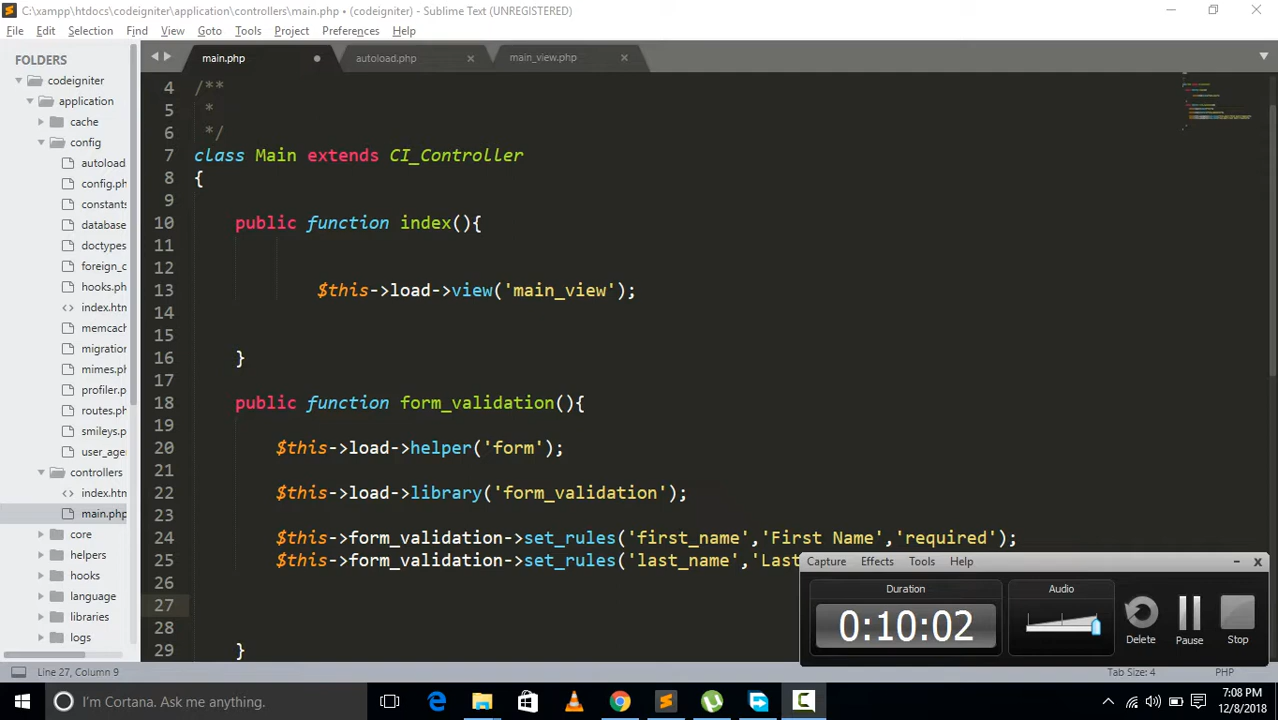 C:\xampp\htdocs\codeigniter\application\controllers\main.php • (codeigniter) - Sublime Text (UNREGISTERED)
File Edit Selection Find View Goto Tools Project Preferences Help
FOLDERS
codeigniter
application
cache
config
autoload
config.ph
constants
database
doctypes
foreign_c
hooks.ph
index.htn
memcach
migration
mimes.ph
profiler.p
routes.ph
smileys.p
user_agen
controllers
index.htn
main.php
core
helpers
hooks
language
libraries
logs
main.php autoload.php main_view.php
4 /**
5 *
6 */
7 class Main extends CI_Controller
8 {
9
10 public function index(){
11
12
13 $this->load->view('main_view');
14
15
16 }
17
18 public function form_validation(){
19
20 $this->load->helper('form');
21
22 $this->load->library('form_validation');
23
24 $this->form_validation->set_rules('first_name','First Name','required');
25 $this->form_validation->set_rules('last_name','Last
26
27
28
29 }
Capture Effects Tools Help
Duration
0:10:02
Audio
Delete Pause Stop
Line 27, Column 9
Tab Size: 4 PHP
I'm Cortana. Ask me anything.
7:08 PM
12/8/2018